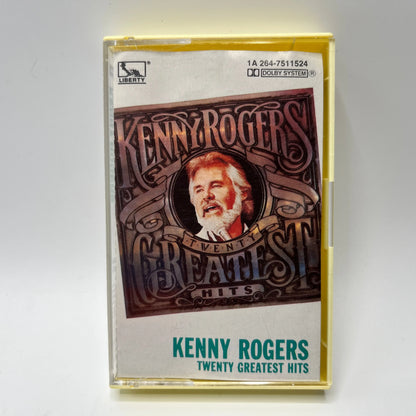 LIBERTY
1A 264-7511524
DOLBY SYSTEM ®
KENNY ROGERS
TWENTY
GREATEST
HITS
KENNY ROGERS
TWENTY GREATEST HITS